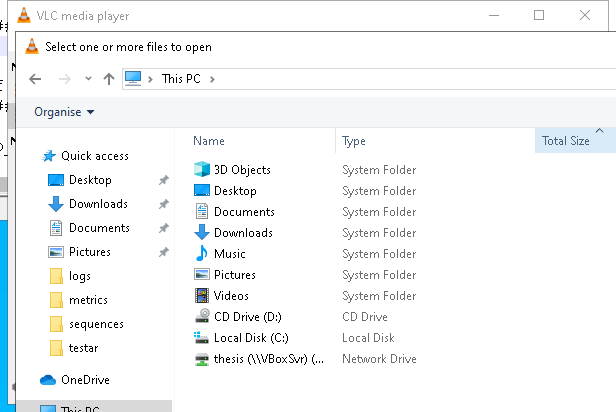 VLC media player
Select one or more files to open
This PC
Organise
Name Type Total Size
Quick access
Desktop
Downloads
Documents
Pictures
logs
metrics
sequences
testar
OneDrive
This PC
3D Objects System Folder
Desktop System Folder
Documents System Folder
Downloads System Folder
Music System Folder
Pictures System Folder
Videos System Folder
CD Drive (D:) CD Drive
Local Disk (C:) Local Disk
thesis (\\VBoxSvr) (... Network Drive